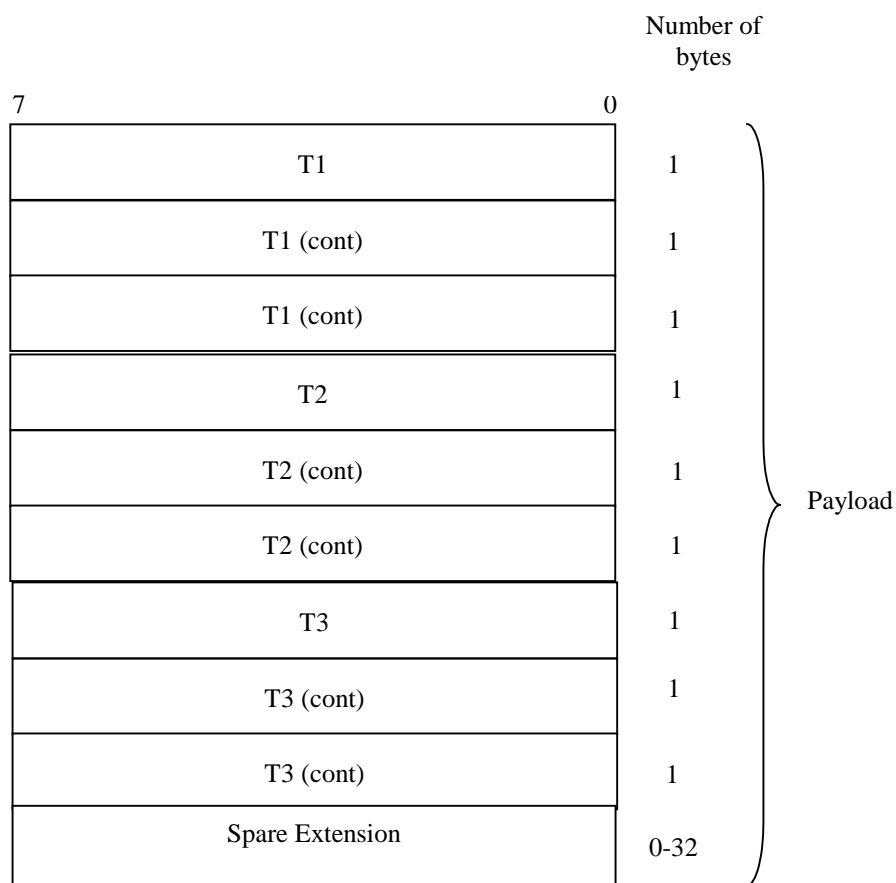 Number of
bytes
7 0
T1 1
T1 (cont) 1
T1 (cont) 1
T2 1
T2 (cont) 1
Payload
T2 (cont) 1
T3 1
T3 (cont) 1
T3 (cont) 1
Spare Extension
0-32